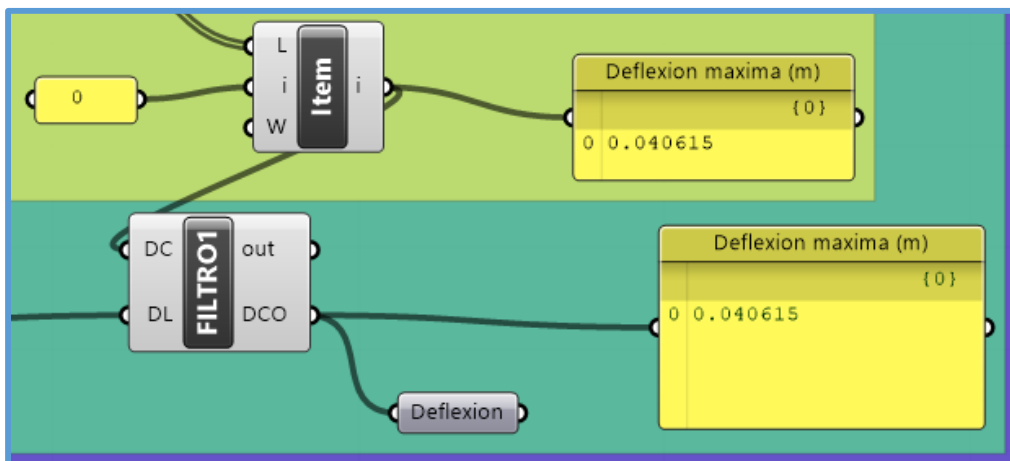 L
0
i
Item
i
W
Deflexion maxima (m)
{0}
0 0.040615
DC
FILTRO1
out
DL
DCO
Deflexion maxima (m)
{0}
0 0.040615
Deflexion